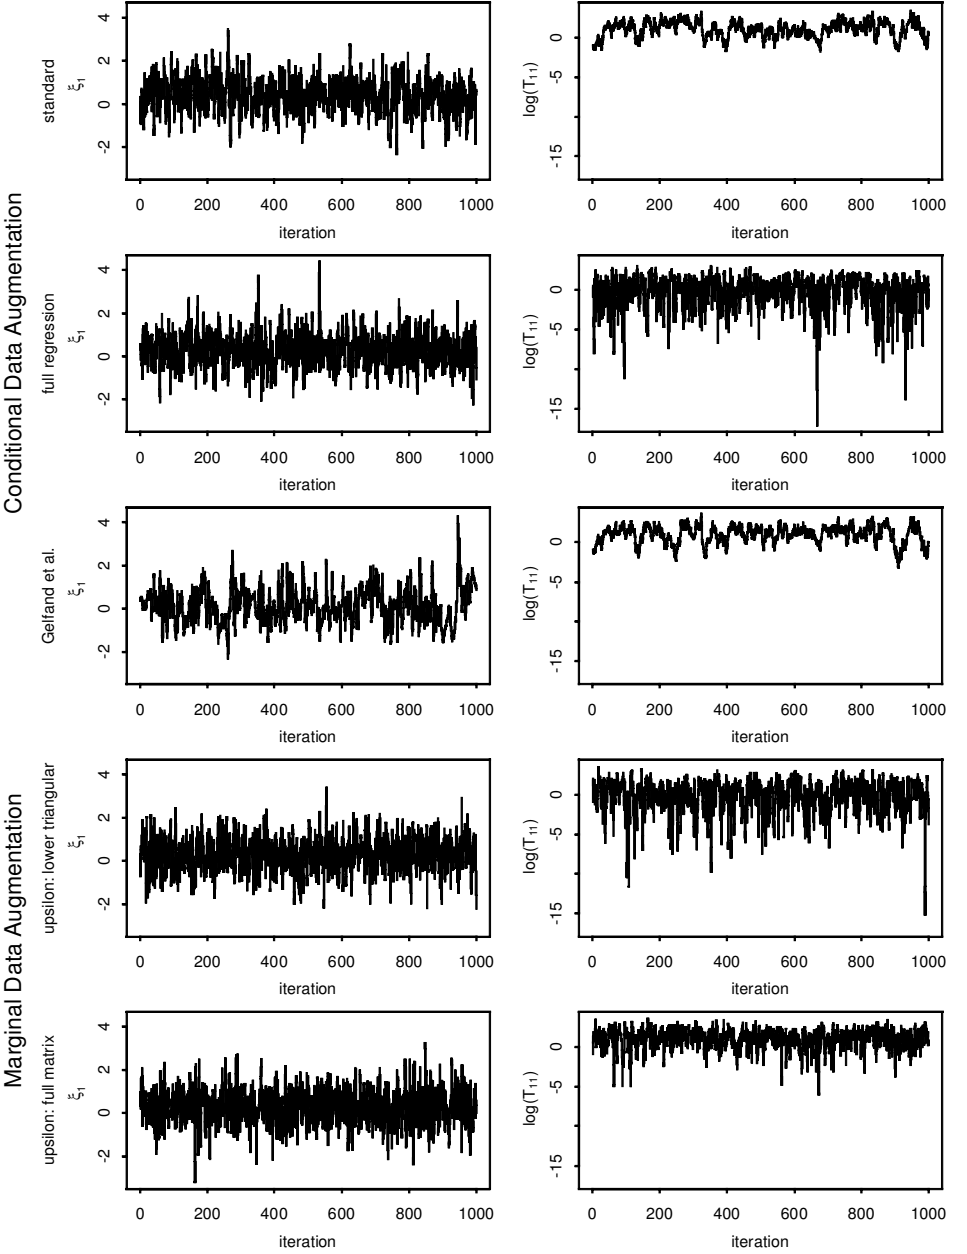 Conditional Data Augmentation
standard
ξ1
4
2
0
-2
0 200 400 600 800 1000
iteration
log(T11)
0
-5
-15
0 200 400 600 800 1000
iteration
full regression
ξ1
4
2
0
-2
0 200 400 600 800 1000
iteration
log(T11)
0
-5
-15
0 200 400 600 800 1000
iteration
Gelfand et al.
ξ1
4
2
0
-2
0 200 400 600 800 1000
iteration
log(T11)
0
-5
-15
0 200 400 600 800 1000
iteration
Marginal Data Augmentation
upsilon: lower triangular
ξ1
4
2
0
-2
0 200 400 600 800 1000
iteration
log(T11)
0
-5
-15
0 200 400 600 800 1000
iteration
upsilon: full matrix
ξ1
4
2
0
-2
0 200 400 600 800 1000
iteration
log(T11)
0
-5
-15
0 200 400 600 800 1000
iteration